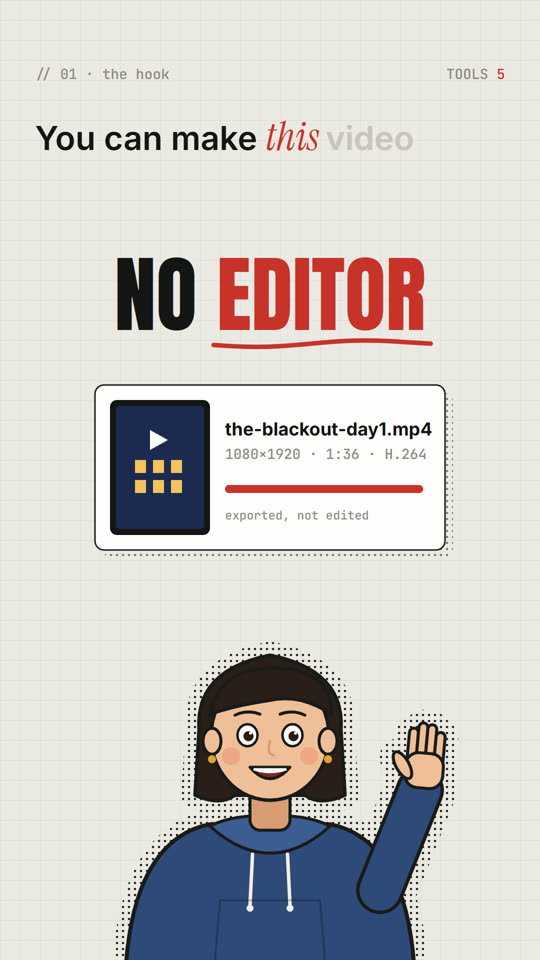 // 01 · the hook
TOOLS 5
You can make this video
NO EDITOR
the-blackout-day1.mp4
1080×1920 · 1:36 · H.264
exported, not edited